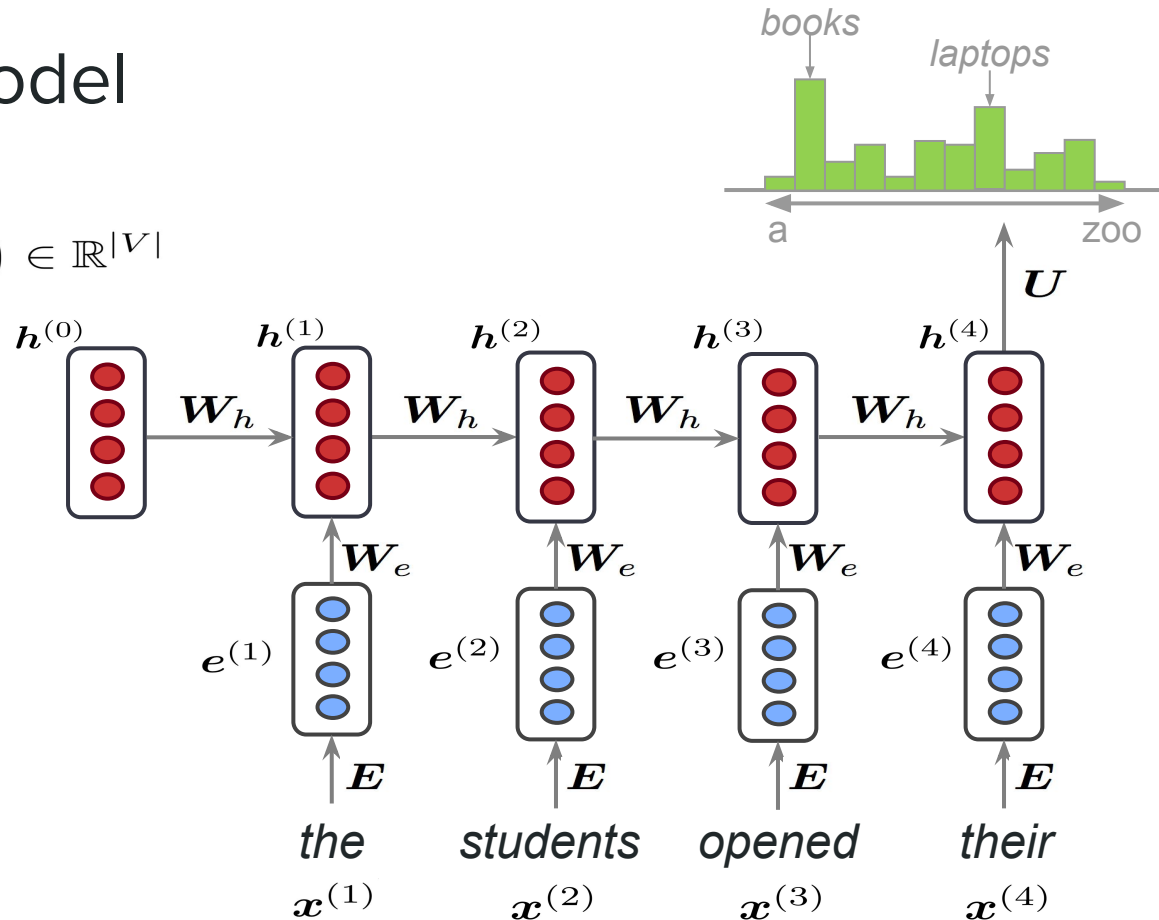 odel
books
laptops
a zoo
) ∈ ℝ^{|V|}
U
h^{(0)} h^{(1)} h^{(2)} h^{(3)} h^{(4)}
W_h W_h W_h W_h
W_e W_e W_e W_e
e^{(1)} e^{(2)} e^{(3)} e^{(4)}
E E E E
the students opened their
x^{(1)} x^{(2)} x^{(3)} x^{(4)}